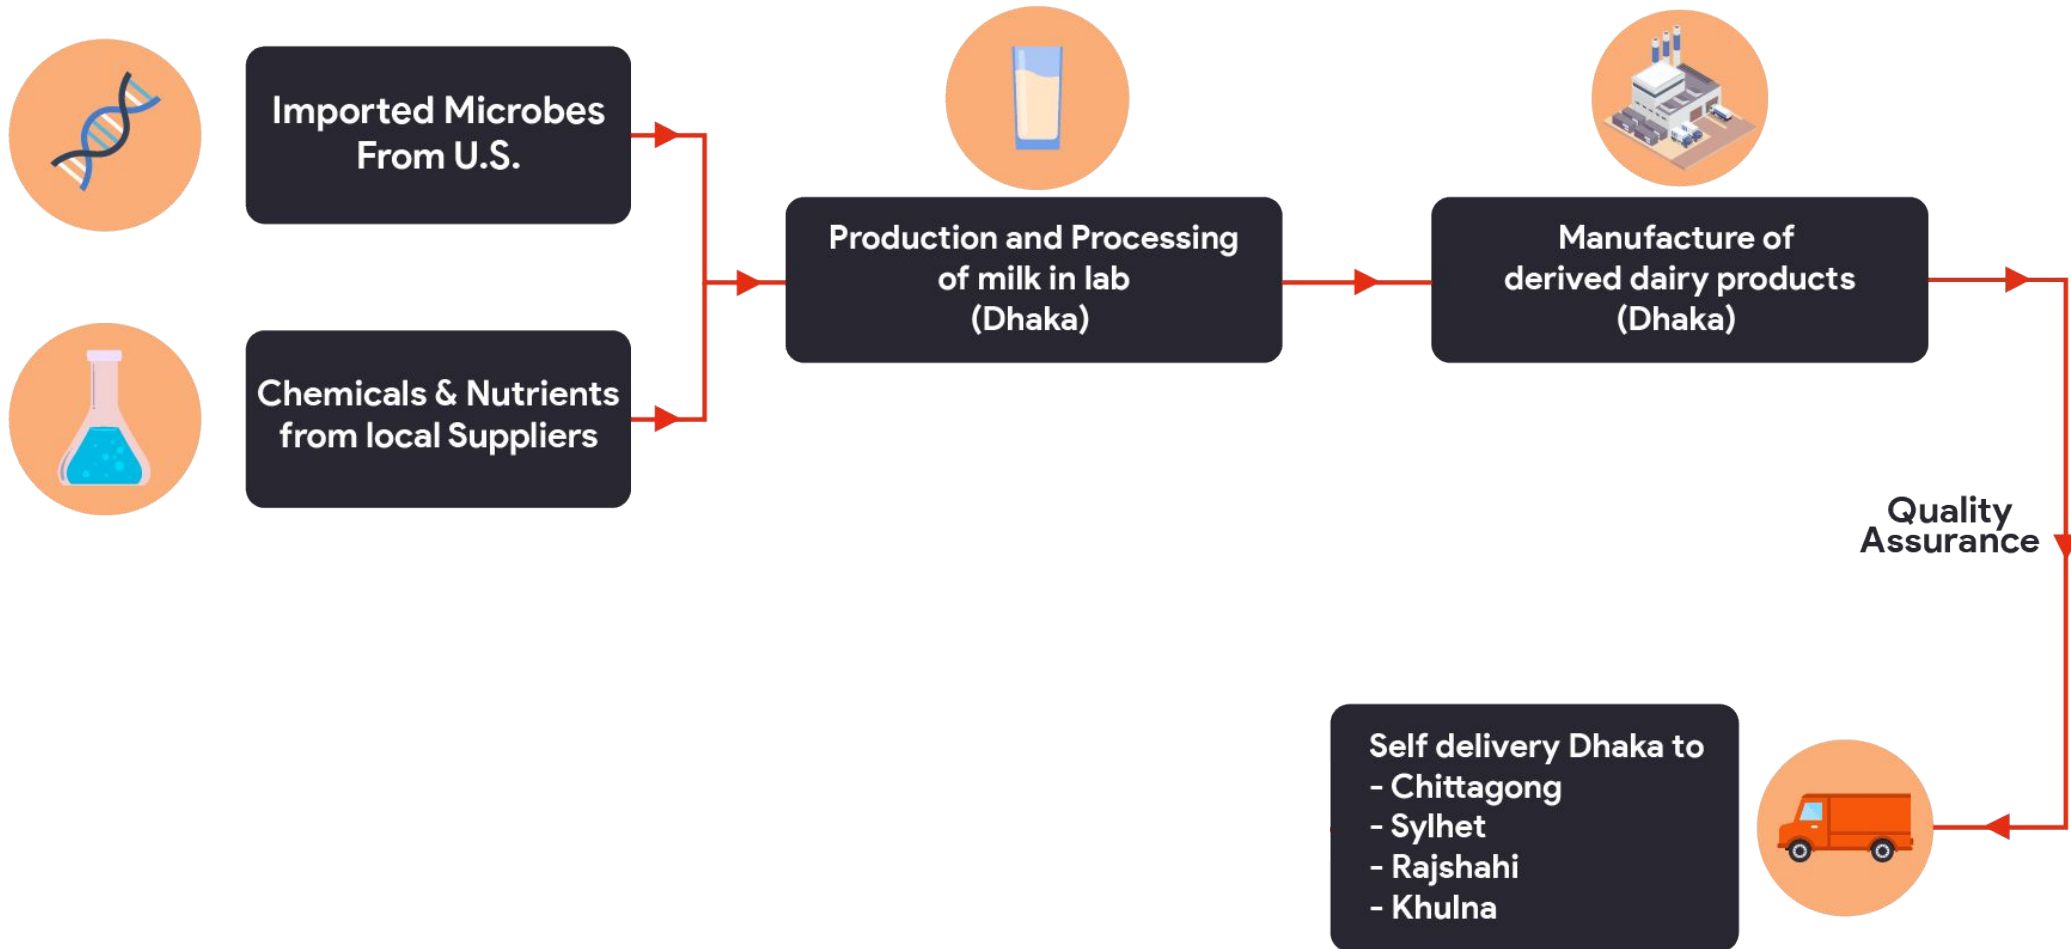 Imported Microbes
From U.S.
Chemicals & Nutrients
from local Suppliers
Production and Processing
of milk in lab
(Dhaka)
Manufacture of
derived dairy products
(Dhaka)
Quality
Assurance
Self delivery Dhaka to
- Chittagong
- Sylhet
- Rajshahi
- Khulna